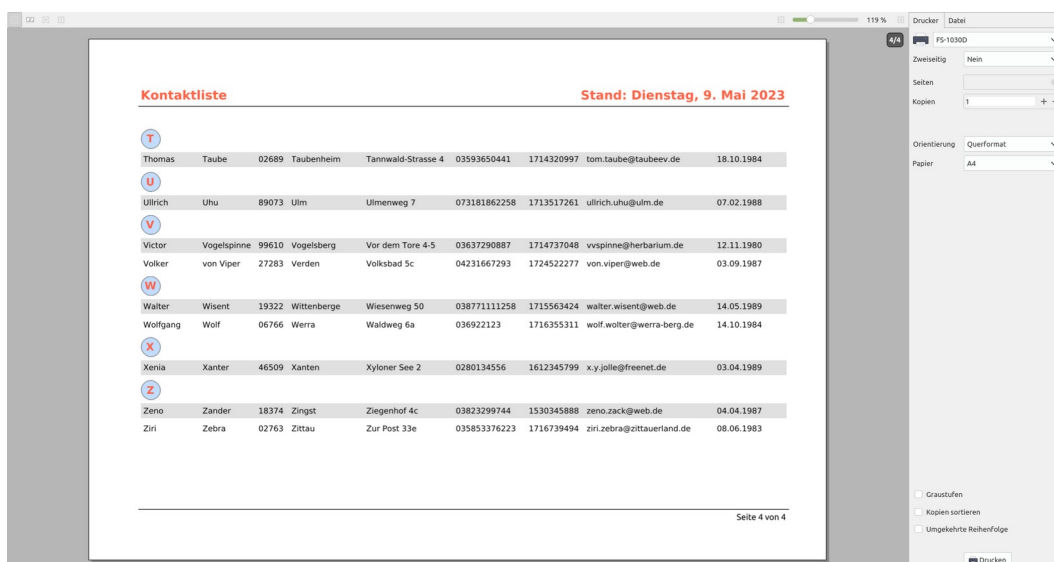 119 %
Drucker Datei
4/4
FS-1030D
Zweiseitig Nein
Seiten
Kopien 1
Orientierung Querformat
Papier A4
Kontaktliste Stand: Dienstag, 9. Mai 2023
T
Thomas Taube 02689 Taubenheim Tannwald-Strasse 4 03593650441 1714320997 tom.taube@taubeev.de 18.10.1984
U
Ullrich Uhu 89073 Ulm Ulmenweg 7 073181862258 1713517261 ullrich.uhu@ulm.de 07.02.1988
V
Victor Vogelspinne 99610 Vogelsberg Vor dem Tore 4-5 03637290887 1714737048 vvspinne@herbarium.de 12.11.1980
Volker von Viper 27283 Verden Volksbad 5c 04231667293 1724522277 von.viper@web.de 03.09.1987
W
Walter Wisent 19322 Wittenberge Wiesenweg 50 038771111258 1715563424 walter.wisent@web.de 14.05.1989
Wolfgang Wolf 06766 Werra Waldweg 6a 036922123 1716355311 wolf.wolter@werra-berg.de 14.10.1984
X
Xenia Xanter 46509 Xanten Xyloner See 2 0280134556 1612345799 x.y.jolle@freenet.de 03.04.1989
Z
Zeno Zander 18374 Zingst Ziegenhof 4c 03823299744 1530345888 zeno.zack@web.de 04.04.1987
Ziri Zebra 02763 Zittau Zur Post 33e 035853376223 1716739494 ziri.zebra@zittauerland.de 08.06.1983
Seite 4 von 4
Graustufen
Kopien sortieren
Umgekehrte Reihenfolge
Drucken